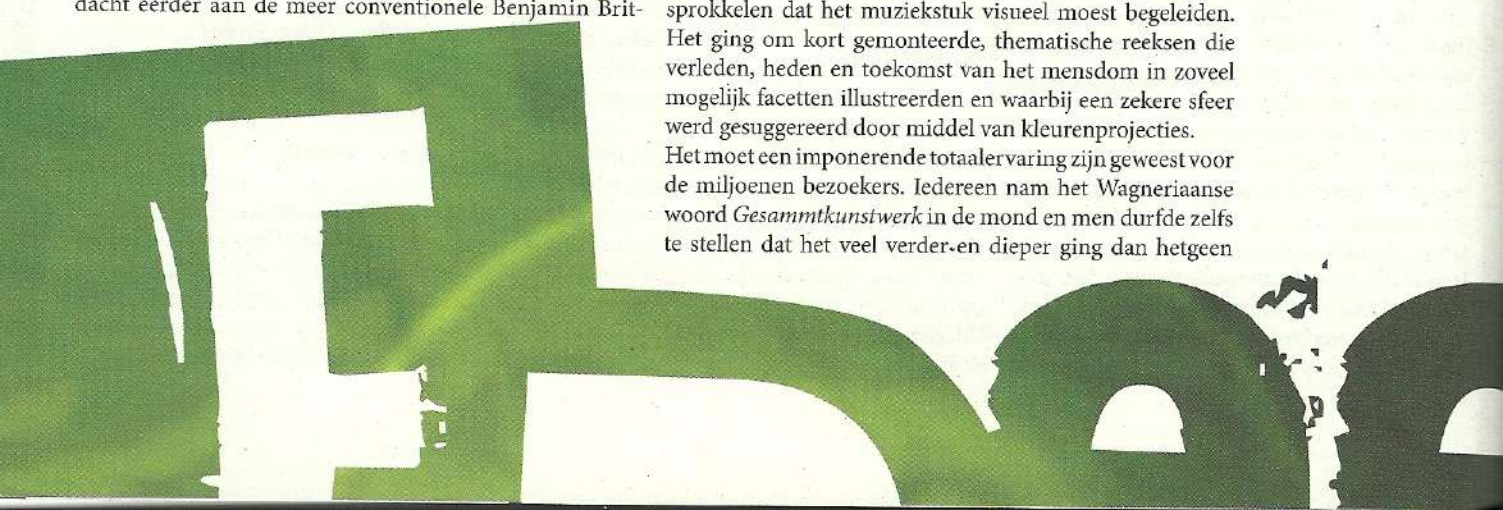 dacht eerder aan de meer conventionele Benjamin Brit-
sprokkelen dat het muziekstuk visueel moest begeleiden.
Het ging om kort gemonteerde, thematische reeksen die
verleden, heden en toekomst van het mensdom in zoveel
mogelijk facetten illustreerden en waarbij een zekere sfeer
werd gesuggereerd door middel van kleurenprojecties.
Het moet een imponerende totaalervaring zijn geweest voor
de miljoenen bezoekers. Iedereen nam het Wagneriaanse
woord Gesammtkunstwerk in de mond en men durfde zelfs
te stellen dat het veel verder en dieper ging dan hetgeen